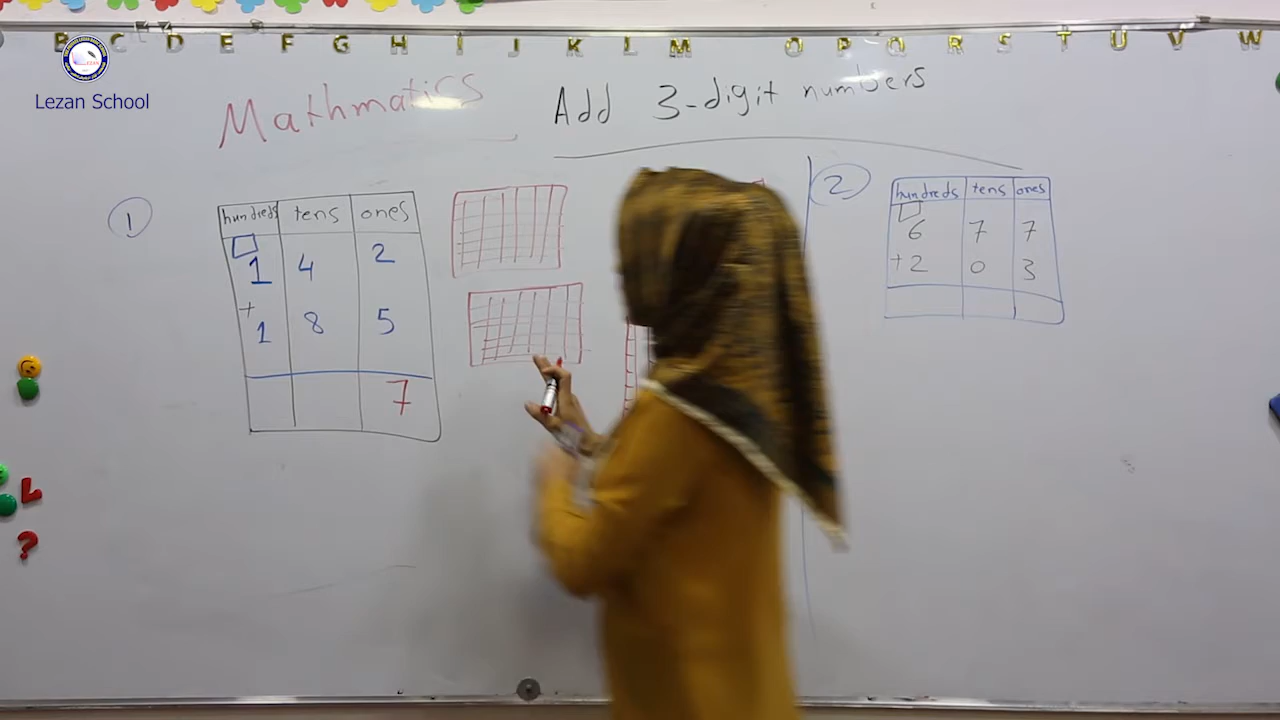 B C D E F G H I J K L M O P Q R S T U V W
LEZAN
Lezan School
Mathmatics
Add 3-digit numbers
1
hundreds tens ones
1 4 2
+
1 8 5
7
2
hundreds tens ones
6 7 7
+2 0 3
L
?